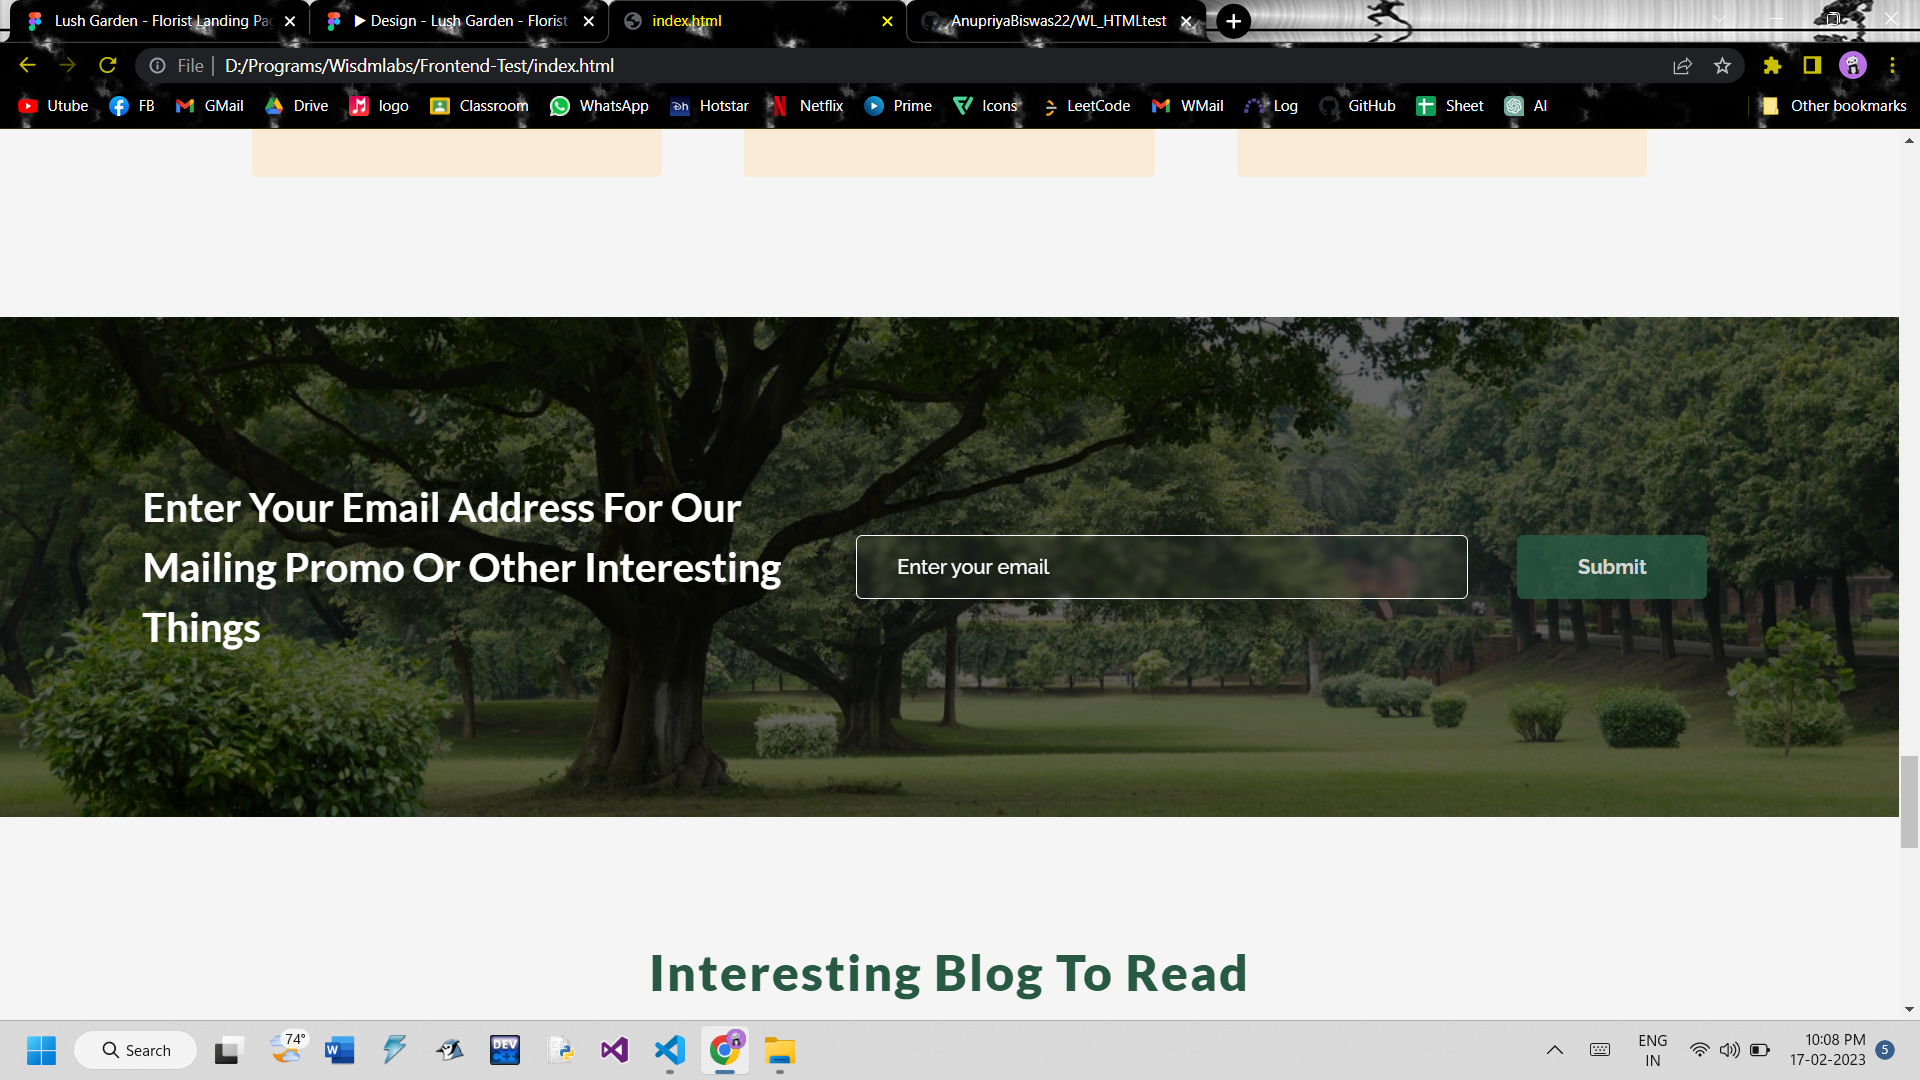 Lush Garden - Florist Landing Pa
▶ Design - Lush Garden - Florist
index.html
AnupriyaBiswas22/WL_HTMLtest
File
D:/Programs/Wisdmlabs/Frontend-Test/index.html
Utube
FB
GMail
Drive
logo
Classroom
WhatsApp
Hotstar
Netflix
Prime
Icons
LeetCode
WMail
Log
GitHub
Sheet
AI
Other bookmarks
Enter Your Email Address For Our
Mailing Promo Or Other Interesting
Things
Enter your email
Submit
Interesting Blog To Read
Search
74°
DEV
C++
ENG
IN
10:08 PM
17-02-2023
5